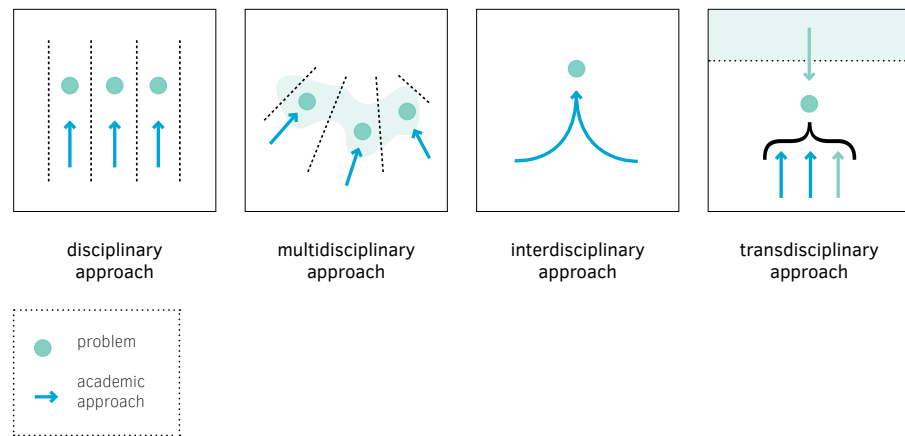 disciplinary
approach
multidisciplinary
approach
interdisciplinary
approach
transdisciplinary
approach
problem
academic
approach